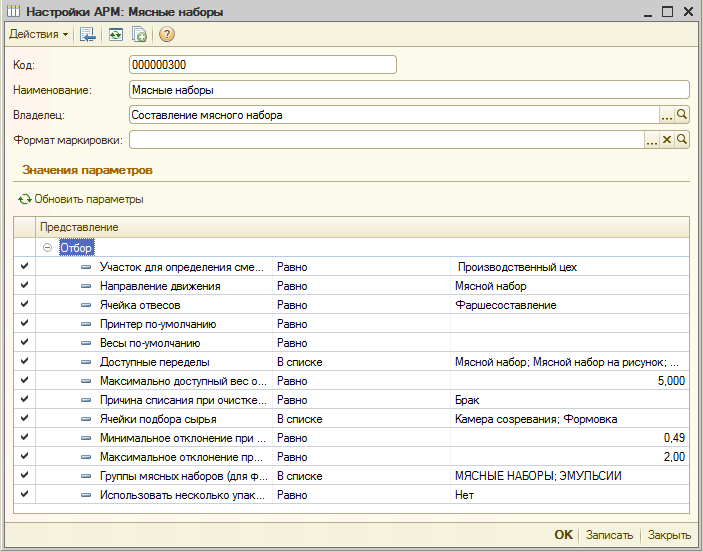 Настройки АРМ: Мясные наборы
Действия
Код: 000000300
Наименование: Мясные наборы
Владелец: Составление мясного набора ...
Формат маркировки: ...
Значения параметров
Обновить параметры
Представление
Отбор
Участок для определения сме... Равно Производственный цех
Направление движения Равно Мясной набор
Ячейка отвесов Равно Фаршесоставление
Принтер по-умолчанию Равно
Весы по-умолчанию Равно
Доступные переделы В списке Мясной набор; Мясной набор на рисунок; ...
Максимально доступный вес о... Равно 5,000
Причина списания при очистке... Равно Брак
Ячейки подбора сырья В списке Камера созревания; Формовка
Минимальное отклонение при ... Равно 0,49
Максимальное отклонение пр... Равно 2,00
Группы мясных наборов (для ф... В списке МЯСНЫЕ НАБОРЫ; ЭМУЛЬСИИ
Использовать несколько упак... Равно Нет
OK Записать Закрыть